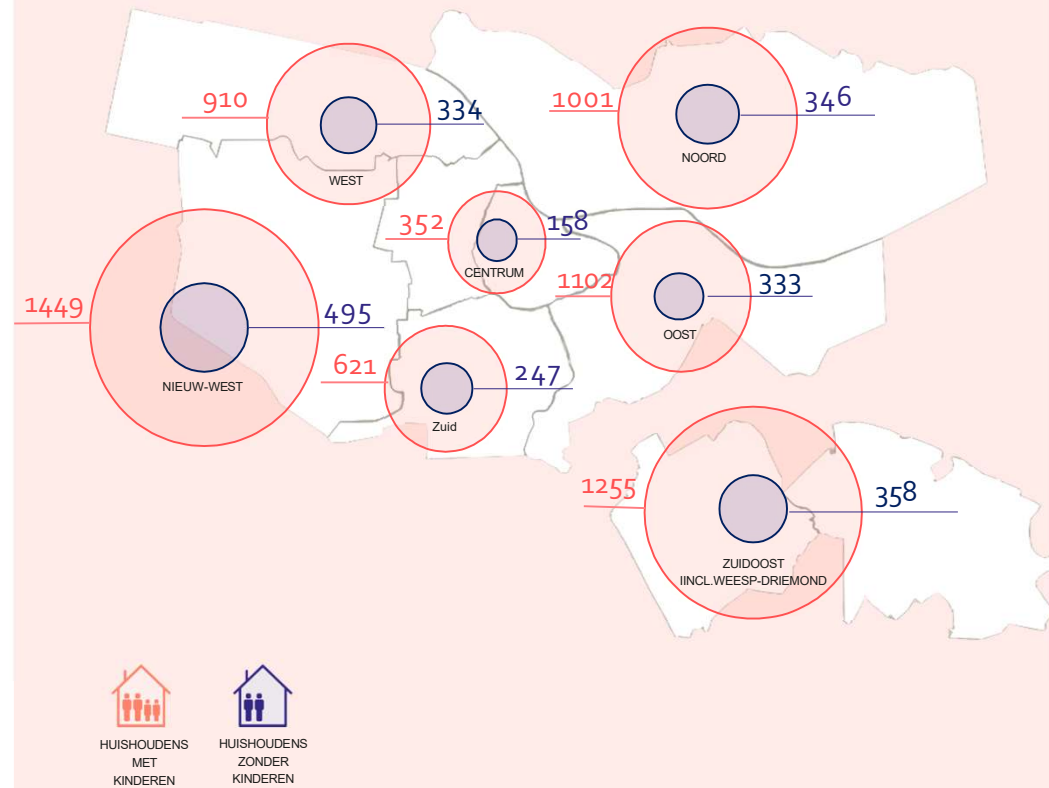 910
334
WEST
1001
346
NOORD
352
158
CENTRUM
1102
333
OOST
1449
495
NIEUW-WEST
621
247
Zuid
1255
358
ZUIDOOST
IINCL.WEESP-DRIEMOND
HUISHOUDENS
MET
KINDEREN
HUISHOUDENS
ZONDER
KINDEREN